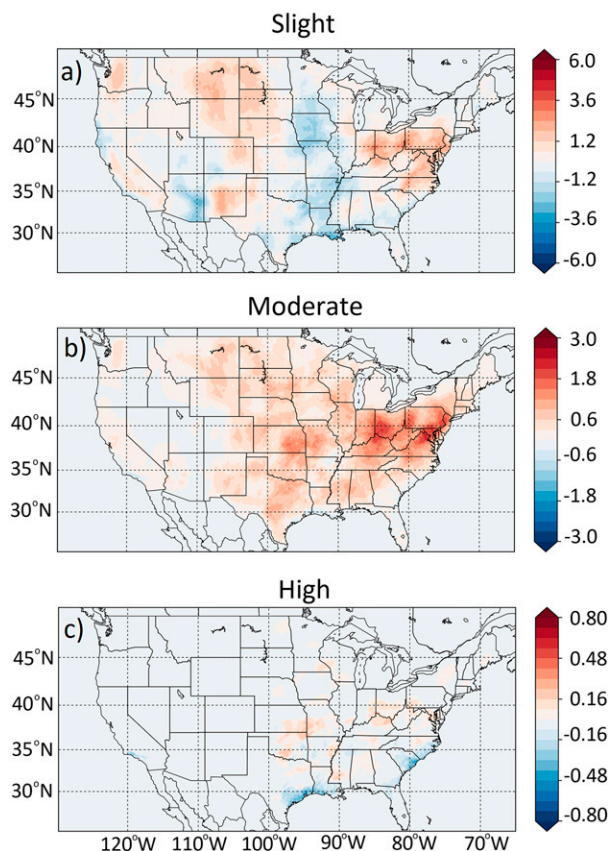 Slight
a)
45°N
40°N
35°N
30°N
6.0
3.6
1.2
-1.2
-3.6
-6.0
Moderate
b)
45°N
40°N
35°N
30°N
3.0
1.8
0.6
-0.6
-1.8
-3.0
High
c)
45°N
40°N
35°N
30°N
0.80
0.48
0.16
-0.16
-0.48
-0.80
120°W 110°W 100°W 90°W 80°W 70°W